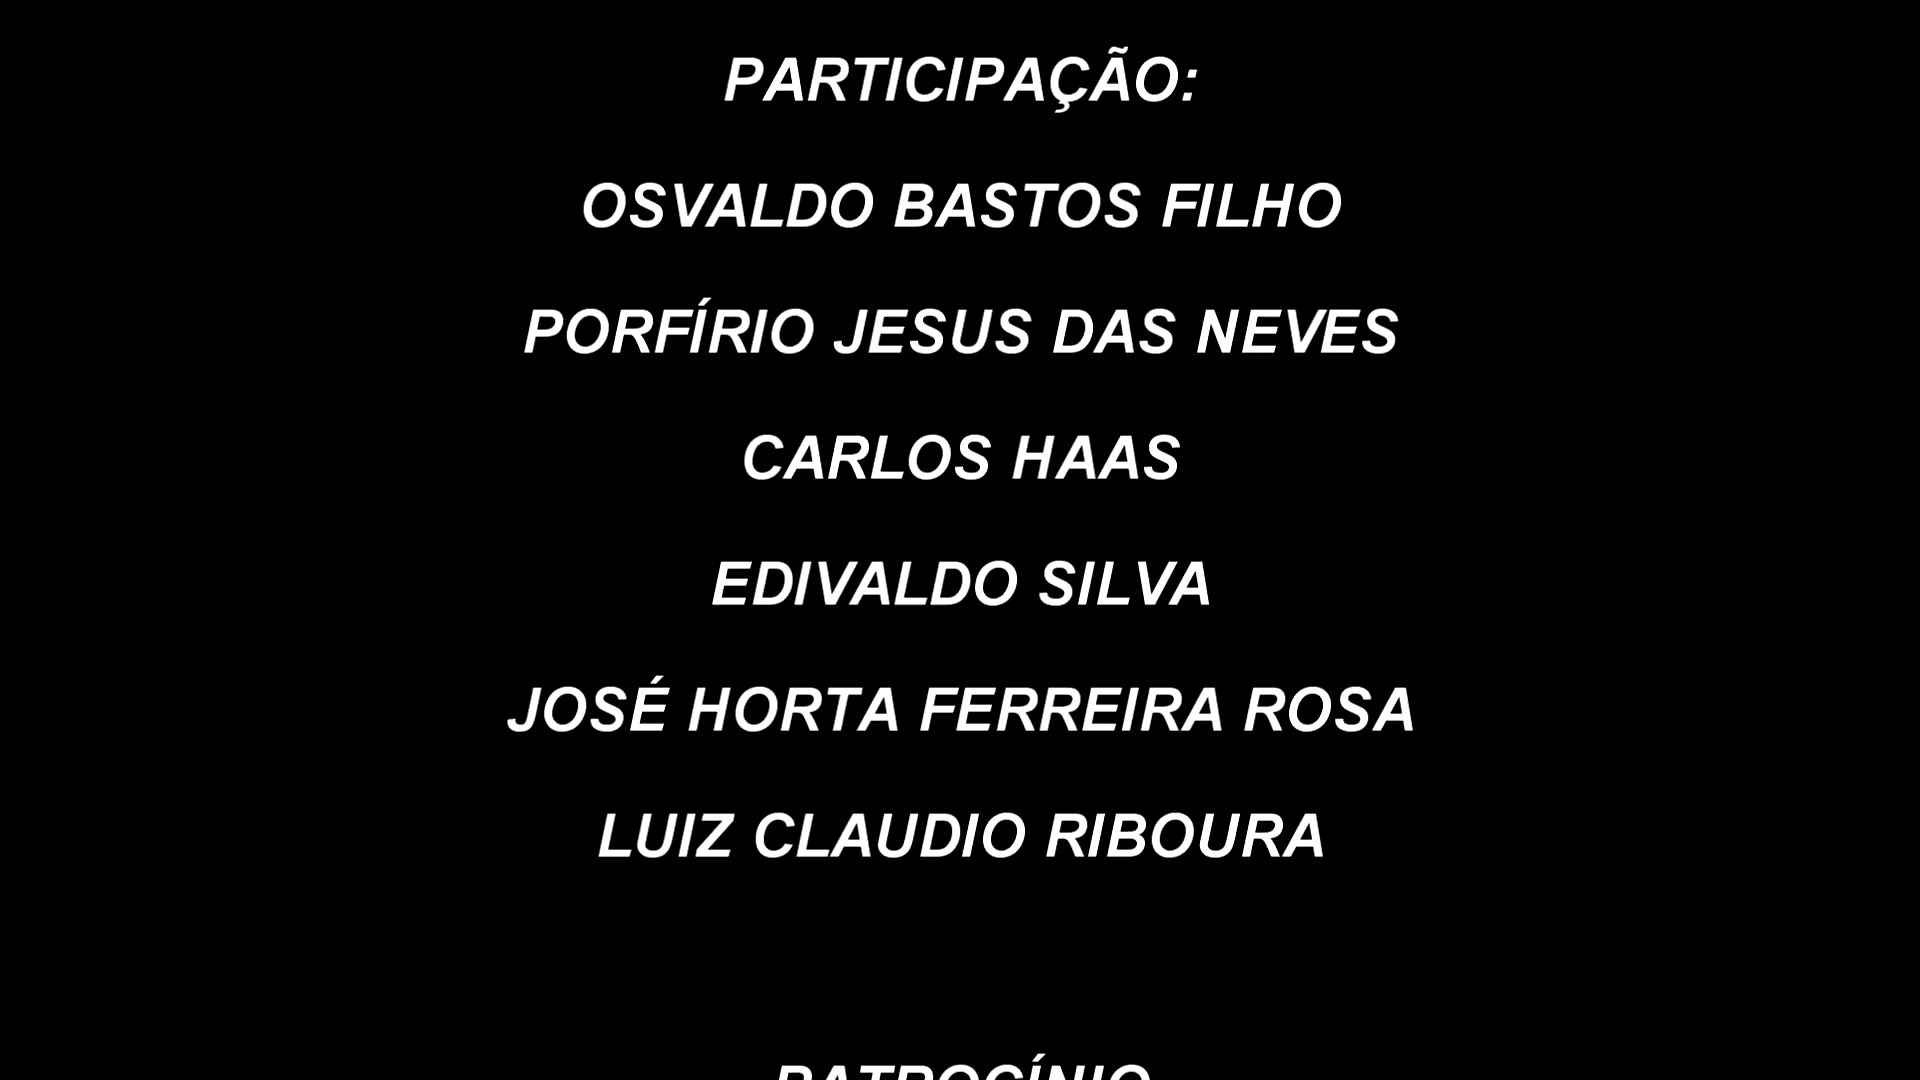 PARTICIPAÇÃO:
OSVALDO BASTOS FILHO
PORFÍRIO JESUS DAS NEVES
CARLOS HAAS
EDIVALDO SILVA
JOSÉ HORTA FERREIRA ROSA
LUIZ CLAUDIO RIBOURA
PATROCÍNIO